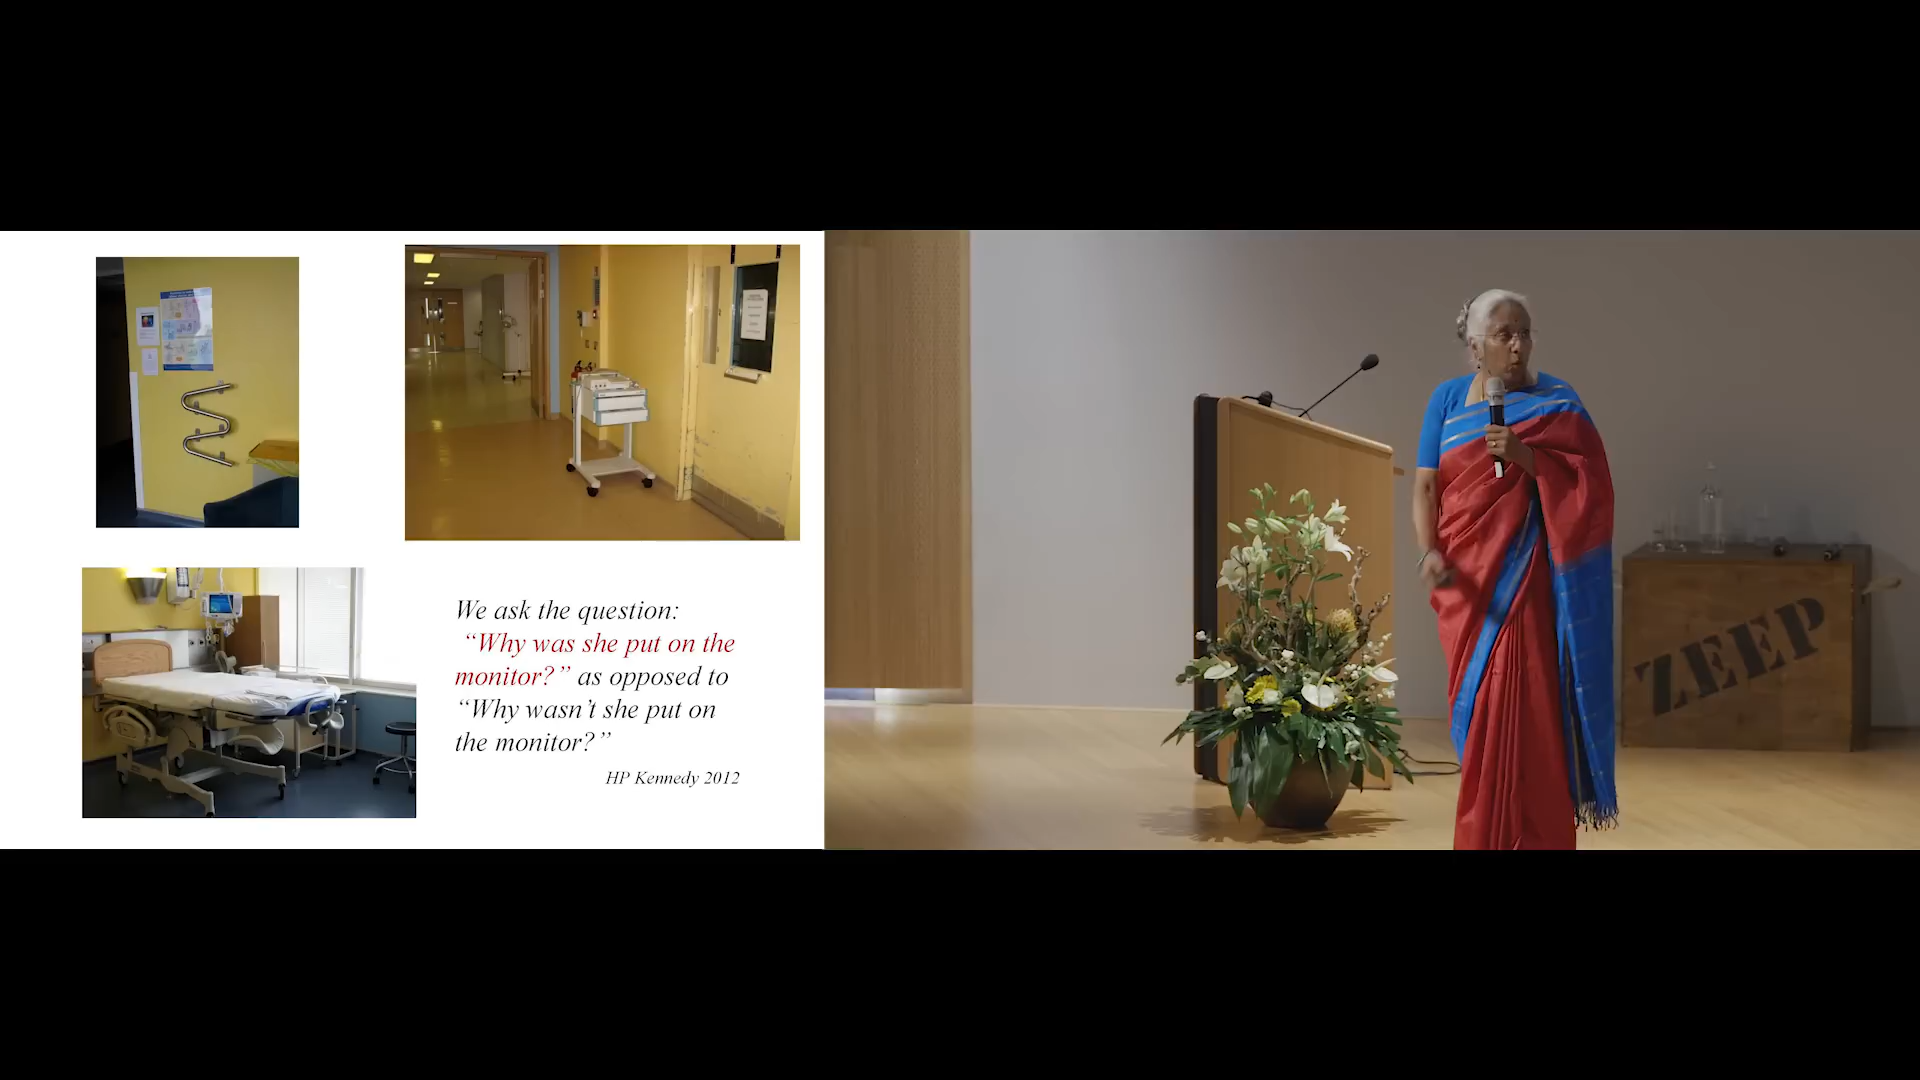 We ask the question:
“Why was she put on the
monitor?” as opposed to
“Why wasn’t she put on
the monitor?”
HP Kennedy 2012
ZEEP